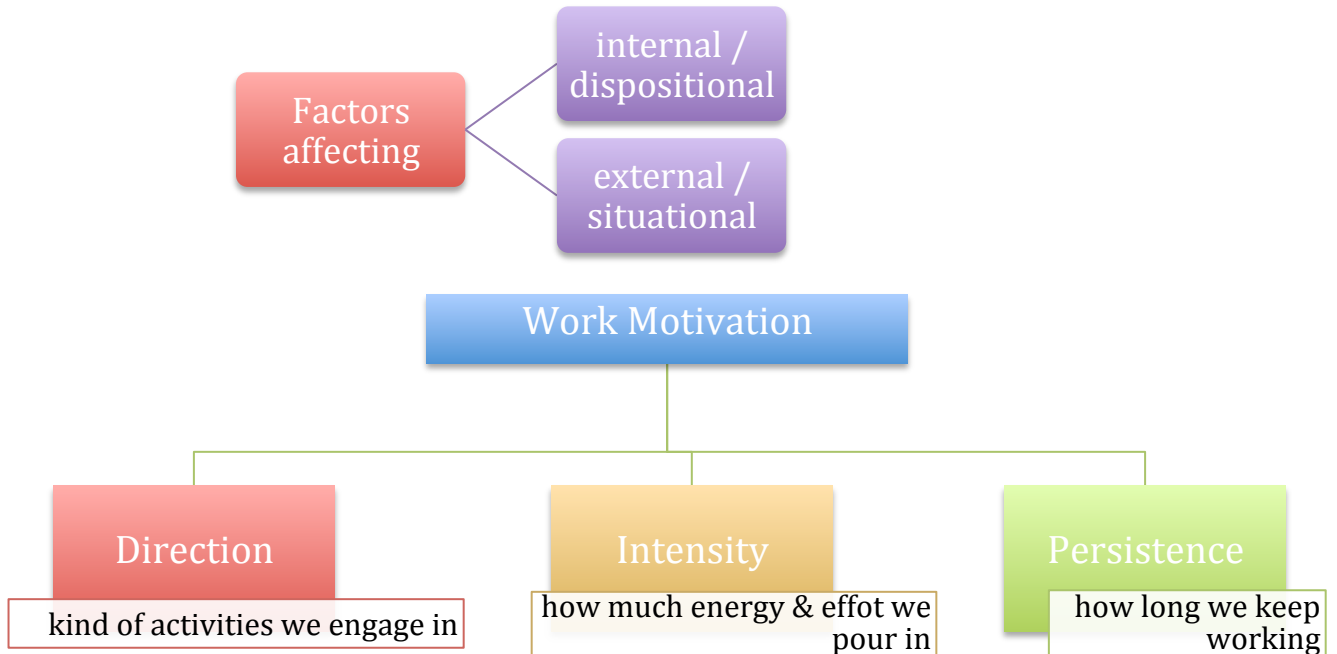 Factors
affecting
internal /
dispositional
external /
situational
Work Motivation
Direction
kind of activities we engage in
Intensity
how much energy & effot we
pour in
Persistence
how long we keep
working